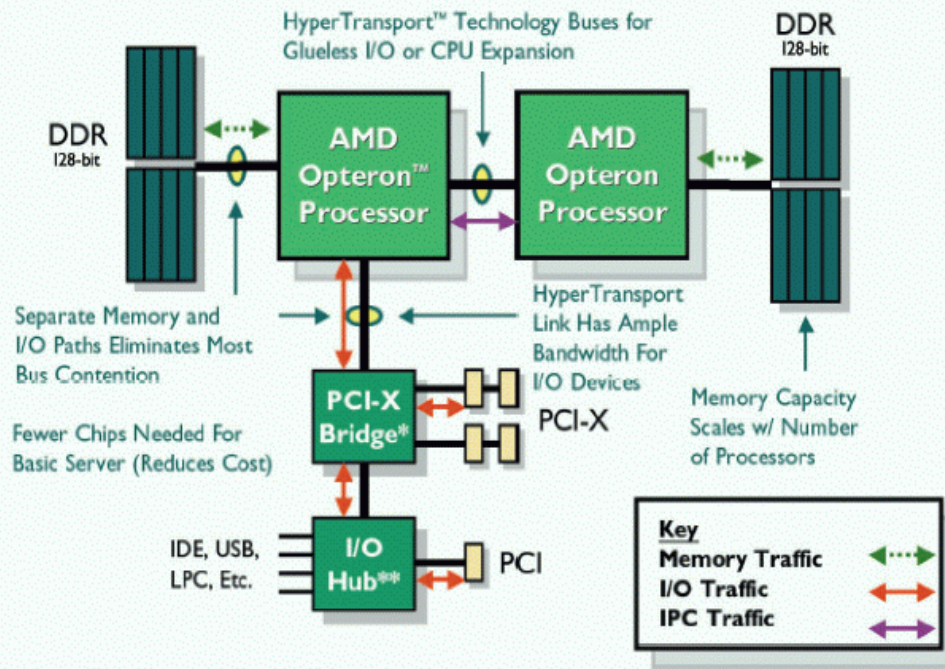 HyperTransport™ Technology Buses for
Glueless I/O or CPU Expansion
DDR
128-bit
DDR
128-bit
AMD
Opteron™
Processor
AMD
Opteron
Processor
Separate Memory and
I/O Paths Eliminates Most
Bus Contention
HyperTransport
Link Has Ample
Bandwidth For
I/O Devices
Memory Capacity
Scales w/ Number
of Processors
Fewer Chips Needed For
Basic Server (Reduces Cost)
PCI-X
Bridge*
PCI-X
IDE, USB,
LPC, Etc.
I/O
Hub**
PCI
Key
Memory Traffic
I/O Traffic
IPC Traffic